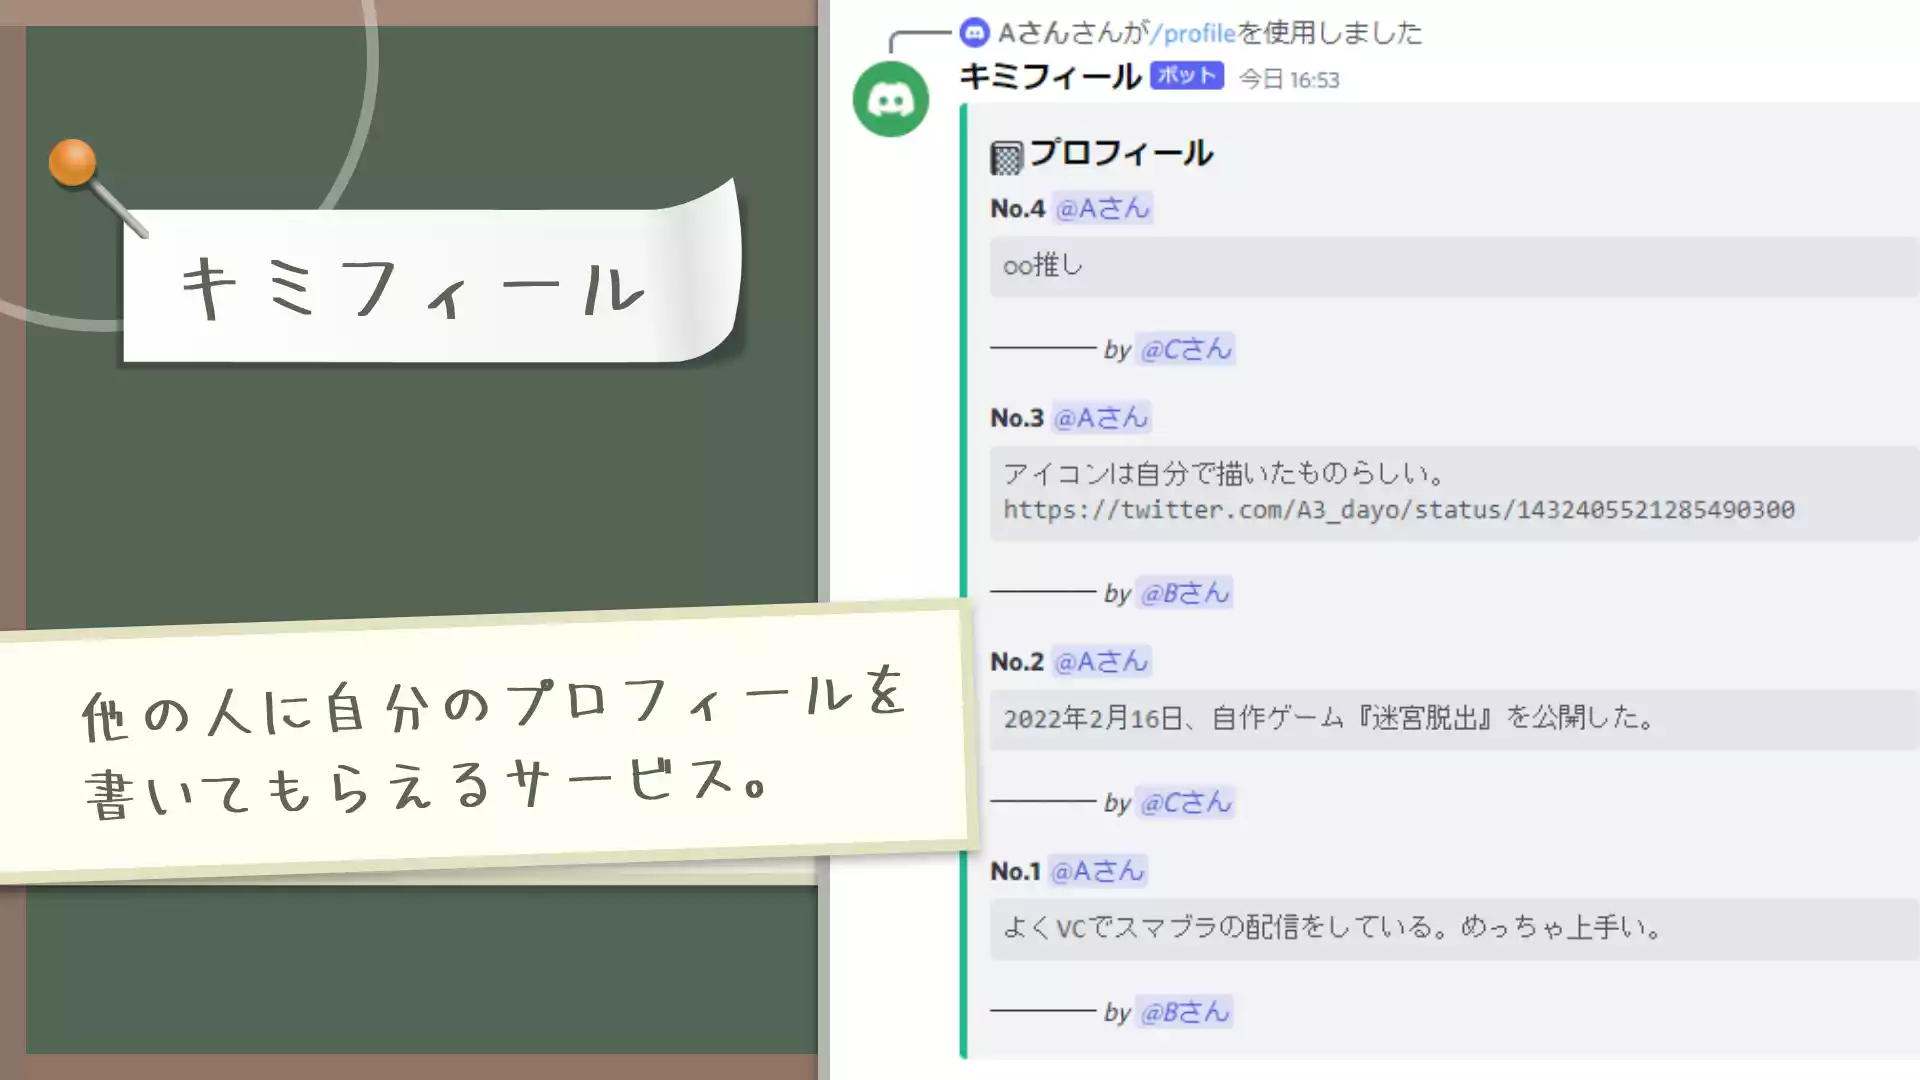 キミフィール
他の人に自分のプロフィールを
書いてもらえるサービス。
Aさんさんが/profileを使用しました
キミフィール ボット 今日 16:53
プロフィール
No.4 @Aさん
○○推し
by @Cさん
No.3 @Aさん
アイコンは自分で描いたものらしい。
https://twitter.com/A3_dayo/status/1432405521285490300
by @Bさん
No.2 @Aさん
2022年2月16日、自作ゲーム『迷宮脱出』を公開した。
by @Cさん
No.1 @Aさん
よくVCでスマブラの配信をしている。めっちゃ上手い。
by @Bさん